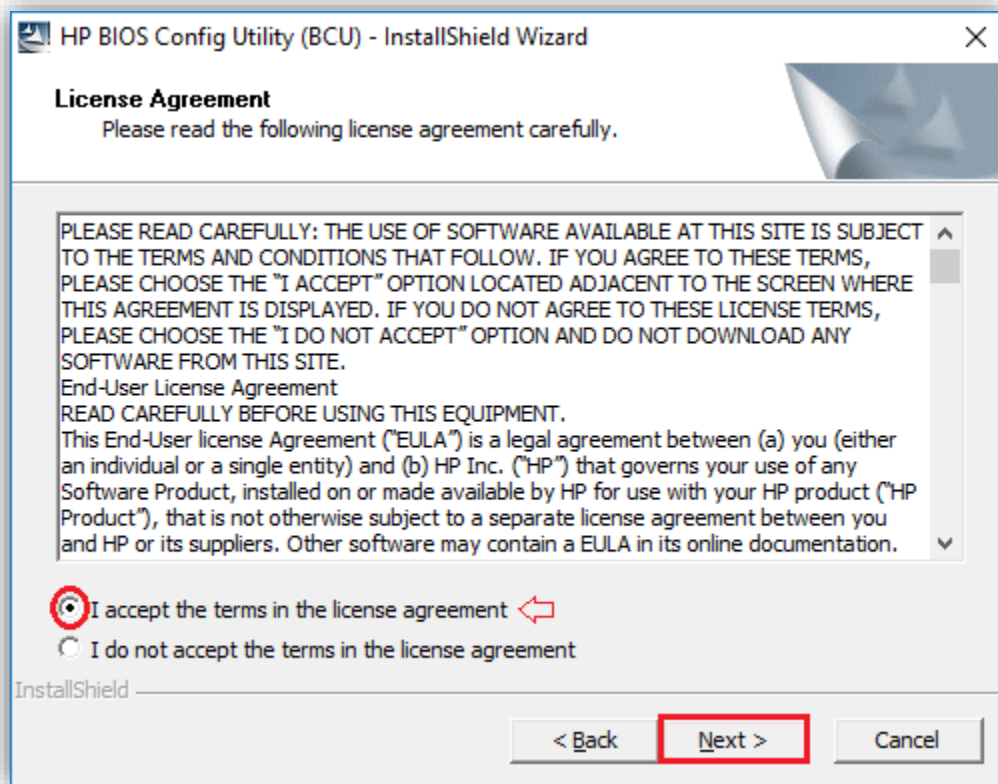 HP BIOS Config Utility (BCU) - InstallShield Wizard
License Agreement
Please read the following license agreement carefully.
PLEASE READ CAREFULLY: THE USE OF SOFTWARE AVAILABLE AT THIS SITE IS SUBJECT
TO THE TERMS AND CONDITIONS THAT FOLLOW. IF YOU AGREE TO THESE TERMS,
PLEASE CHOOSE THE “I ACCEPT” OPTION LOCATED ADJACENT TO THE SCREEN WHERE
THIS AGREEMENT IS DISPLAYED. IF YOU DO NOT AGREE TO THESE LICENSE TERMS,
PLEASE CHOOSE THE “I DO NOT ACCEPT” OPTION AND DO NOT DOWNLOAD ANY
SOFTWARE FROM THIS SITE.
End-User License Agreement
READ CAREFULLY BEFORE USING THIS EQUIPMENT.
This End-User license Agreement (“EULA”) is a legal agreement between (a) you (either
an individual or a single entity) and (b) HP Inc. (“HP”) that governs your use of any
Software Product, installed on or made available by HP for use with your HP product (“HP
Product”), that is not otherwise subject to a separate license agreement between you
and HP or its suppliers. Other software may contain a EULA in its online documentation.
I accept the terms in the license agreement
I do not accept the terms in the license agreement
InstallShield
< Back
Next >
Cancel